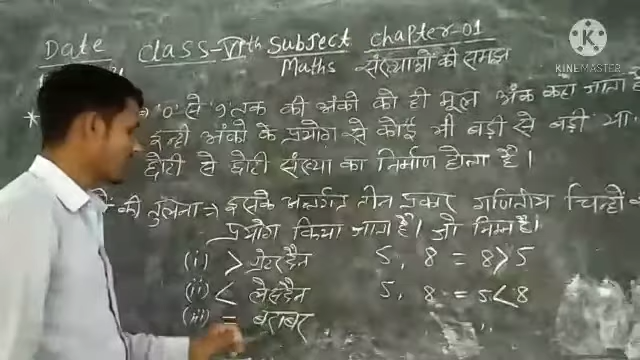 Date class-VIth Subject Chapter-01
Maths संख्याओं की समझ
KINEMASTER
* ⇒ '0' से '9' तक की अंको को ही मूल अंक कहा जाता है
इन्ही अंको के प्रयोग से कोई भी बड़ी से बड़ी या
छोटी से छोटी संख्या का निर्माण होता है।
की तुलना ⇒ इसके अन्तर्गत तीन प्रकार गणितीय चिन्हों
प्रयोग किया जाता है। जो निम्न है।
(i) > ग्रेटर दैन 5, 8 = 8>5
(ii) < लेस दैन 5, 8 = 5<8
(iii) = बराबर